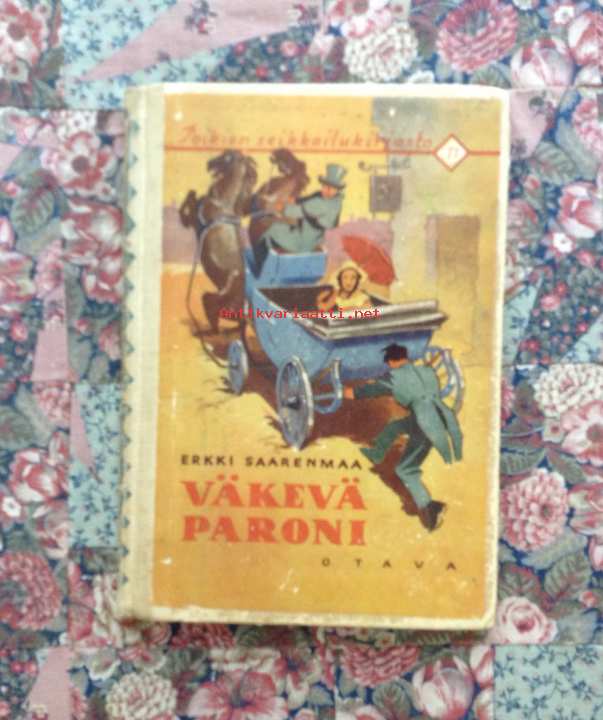 Poikien seikkailukirjasto
77
antikvariaatti.net
ERKKI SAARENMAA
VÄKEVÄ
PARONI
OTAVA